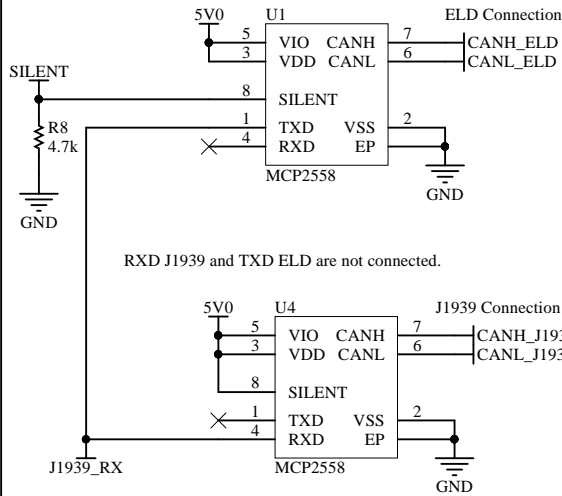 5V0 U1 ELD Connection
5 VIO CANH 7 CANH_ELD
3 VDD CANL 6 CANL_ELD
SILENT
8 SILENT
R8 1 TXD VSS 2
4.7k 4 RXD EP
MCP2558 GND
GND
RXD J1939 and TXD ELD are not connected.
5V0 U4 J1939 Connection
5 VIO CANH 7 CANH_J193
3 VDD CANL 6 CANL_J193
8 SILENT
1 TXD VSS 2
4 RXD EP
J1939_RX MCP2558 GND